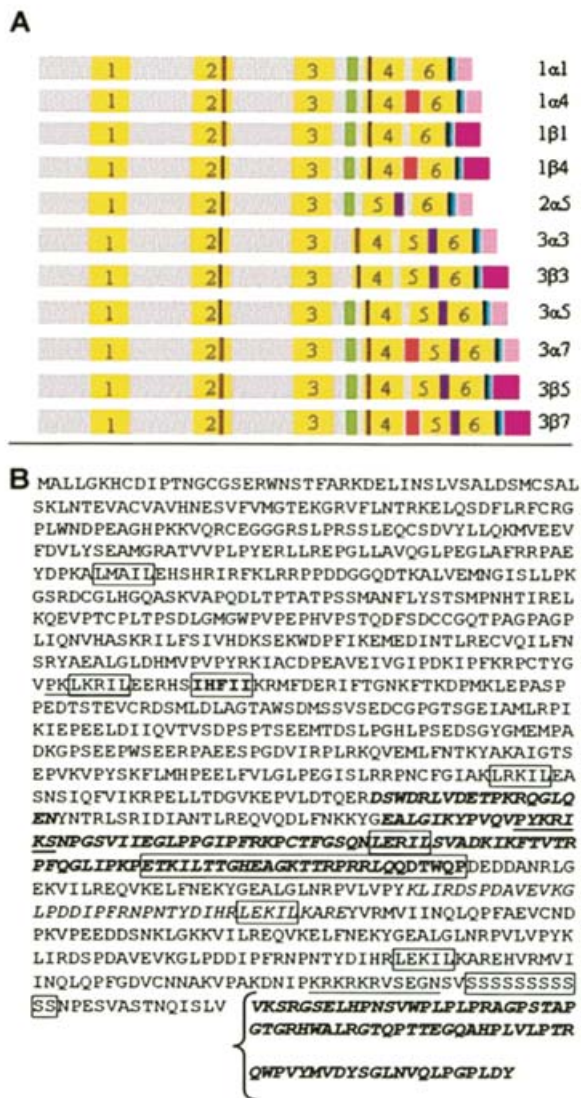 A
1 2 3 4 6 1α1
1 2 3 4 6 1α4
1 2 3 4 6 1β1
1 2 3 4 6 1β4
1 2 3 5 6 2α5
1 2 3 4 5 6 3α3
1 2 3 4 5 6 3β3
1 2 3 4 5 6 3α5
1 2 3 4 5 6 3α7
1 2 3 4 5 6 3β5
1 2 3 4 5 6 3β7
B MALLGKHCDIPTNGCGSERWNSTFARKDELINSLVSALDSMCSAL
SKLNTEVACVAVHNESVFVMGTEKGRVFLNTRKELQSDFLRFCRG
PLWNDPEAGHPKKVQRCEGGGRSLPRSSLEQCSDVYLLQKMVEEV
FDVLYSEAMGRATVVPLPYERLLREPGLLAVQGLPEGLAFRRPAE
YDPKALMAILEHSHRIRFKLRRPPDDGGQDTKALVEMNGISLLPK
GSRDCGLHGQASKVAPQDLTPTATPSSMANFLYSTSMPNHTIREL
KQEVPTCPLTPSDLGMGWPVPEPHVPSTQDFSDCCGQTPAGPAGP
LIQNVHASKRILFSIVHDKSEKWDPFIKEMEDINTLRECVQILFN
SRYAEALGLDHMVPVPYRKIACDPEAVEIVGIPDKIPFKRPCTYG
VPKLKRILEERHSIHFIIKRMFDERIFTGNKFTKDPMKLEPASP
PEDTSTEVCRDSMLDLAGTAWSDMSSVSEDCGPGTSGEIAMLRPI
KIEPEELDIIQVTVSDPSPTSEEMTDSLPGHLPSEDSGYGMEMPA
DKGPSEEPWSEERPAEESPGDVIRPLRKQVEMLFNTKYAKAIGTS
EPVKVPYSKFLMHPEELFVLGLPEGISLRRPNCFGIAKLRKILEA
SNSIQFVIKRPELLTDGVKEPVLDTQERDSWDRLVDETPKRQGLQ
ENYNTRLSRIDIANTLREQVQDLFNKKYGEALGIKYPVQVPYKRI
KSNPGSVIIEGLPPGIPFRKPCTFGSQNLERILSVADKIKFTVTR
PFQGLIPKPETKILTTGHEAGKTTRPRRLQQDTWQPDEDDANRLG
EKVILREQVKELFNEKYGEALGLNRPVLVPYKLIRDSPDAVEVKG
LPDDIPFRNPNTYDIHRLEKILKAREYVRMVIINQLQPFAEVCND
PKVPEEDDSNKLGKKVILREQVKELFNEKYGEALGLNRPVLVPYK
LIRDSPDAVEVKGLPDDIPFRNPNTYDIHRLEKILKAREHVRMVI
INQLQPFGDVCNNAKVPAKDNIPKRKRKRVSEGNSVSSSSSSSSS
SSNPESVASTNQISLV VKSRGSELHPNSVWPLPLPRAGPSTAP
GTGRHWALRGTQPTTEGQAHPLVLPTR
QWPVYMVDYSGLNVQLPGPLDY